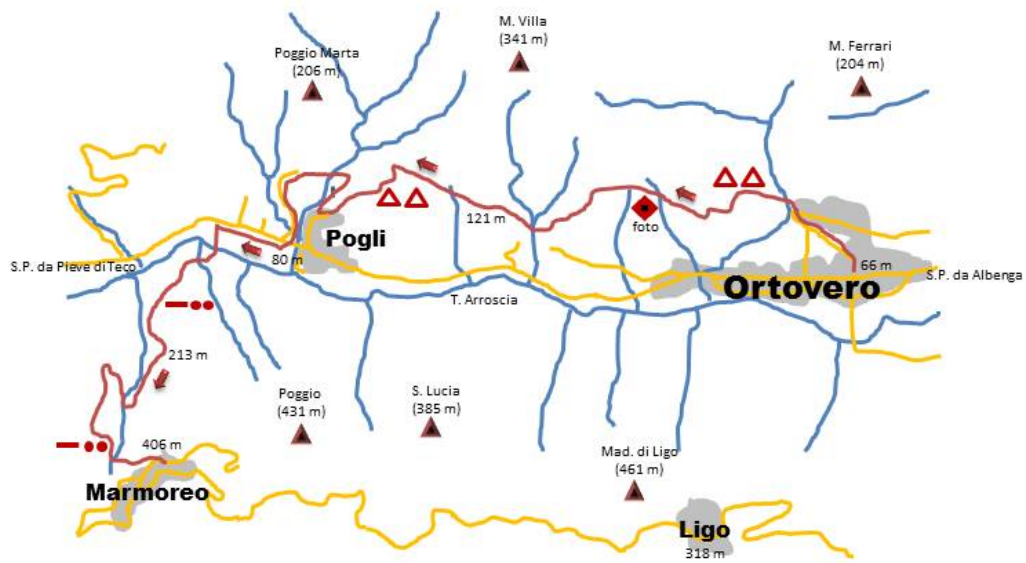 M. Villa
(341 m)
Poggio Marta
(206 m)
M. Ferrari
(204 m)
foto
121 m
Pogli
80 m
S.P. da Pieve di Teco
66 m
S.P. da Albenga
Ortovero
T. Arroscia
213 m
Poggio
(431 m)
S. Lucia
(385 m)
406 m
Mad. di Ligo
(461 m)
Marmoreo
Ligo
318 m